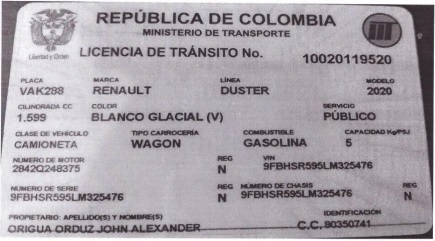 REPÚBLICA DE COLOMBIA
MINISTERIO DE TRANSPORTE
Libertad y Orden
LICENCIA DE TRÁNSITO No. 10020119520
PLACA MARCA LÍNEA MODELO
VAK288 RENAULT DUSTER 2020
CILINDRADA CC COLOR SERVICIO
1.599 BLANCO GLACIAL (V) PÚBLICO
CLASE DE VEHÍCULO TIPO CARROCERÍA COMBUSTIBLE CAPACIDAD Kg/PSJ
CAMIONETA WAGON GASOLINA 5
NUMERO DE MOTOR REG VIN
2842Q248375 N 9FBHSR595LM325476
NUMERO DE SERIE REG NUMERO DE CHASIS REG
9FBHSR595LM325476 N 9FBHSR595LM325476 N
PROPIETARIO: APELLIDO(S) Y NOMBRE(S) IDENTIFICACIÓN
ORIGUA ORDUZ JOHN ALEXANDER C.C. 80350741